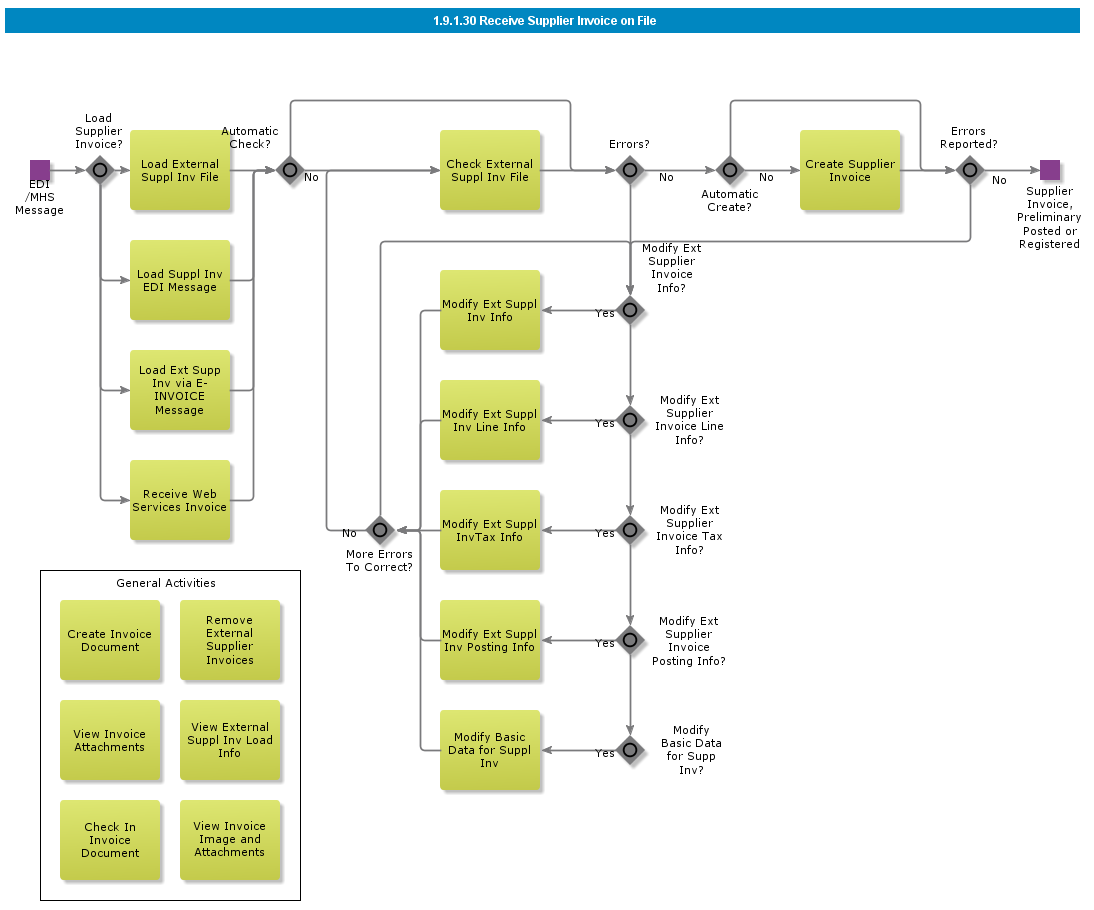 1.9.1.30 Receive Supplier Invoice on File
Load
Supplier
Invoice?
EDI
/MHS
Message
Load External
Suppl Inv File
Load Suppl Inv
EDI Message
Load Ext Supp
Inv via E-
INVOICE
Message
Receive Web
Services Invoice
Automatic
Check?
No
Check External
Suppl Inv File
Errors?
No
Automatic
Create?
No
Create Supplier
Invoice
Errors
Reported?
No
Supplier
Invoice,
Preliminary
Posted or
Registered
Modify Ext
Supplier
Invoice
Info?
Yes
Modify Ext Suppl
Inv Info
Modify Ext
Supplier
Invoice Line
Info?
Yes
Modify Ext Suppl
Inv Line Info
Modify Ext
Supplier
Invoice Tax
Info?
Yes
Modify Ext Suppl
InvTax Info
No
More Errors
To Correct?
Modify Ext
Supplier
Invoice
Posting Info?
Yes
Modify Ext Suppl
Inv Posting Info
Modify
Basic Data
for Supp
Inv?
Yes
Modify Basic
Data for Suppl
Inv
General Activities
Create Invoice
Document
Remove
External
Supplier
Invoices
View Invoice
Attachments
View External
Suppl Inv Load
Info
Check In
Invoice
Document
View Invoice
Image and
Attachments